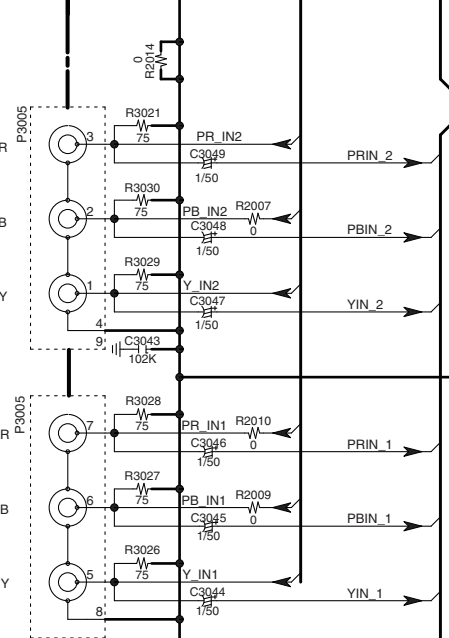 0
R2014
P3005
R3021
R
3
75
PR_IN2
C3049
PRIN_2
1/50
R3030
B
2
75
PB_IN2
R2007
C3048
0
PBIN_2
1/50
R3029
Y
1
75
Y_IN2
C3047
YIN_2
1/50
4
9
C3043
102K
P3005
R3028
R
7
75
PR_IN1
R2010
C3046
0
PRIN_1
1/50
R3027
B
6
75
PB_IN1
R2009
C3045
0
PBIN_1
1/50
R3026
Y
5
75
Y_IN1
C3044
YIN_1
1/50
8